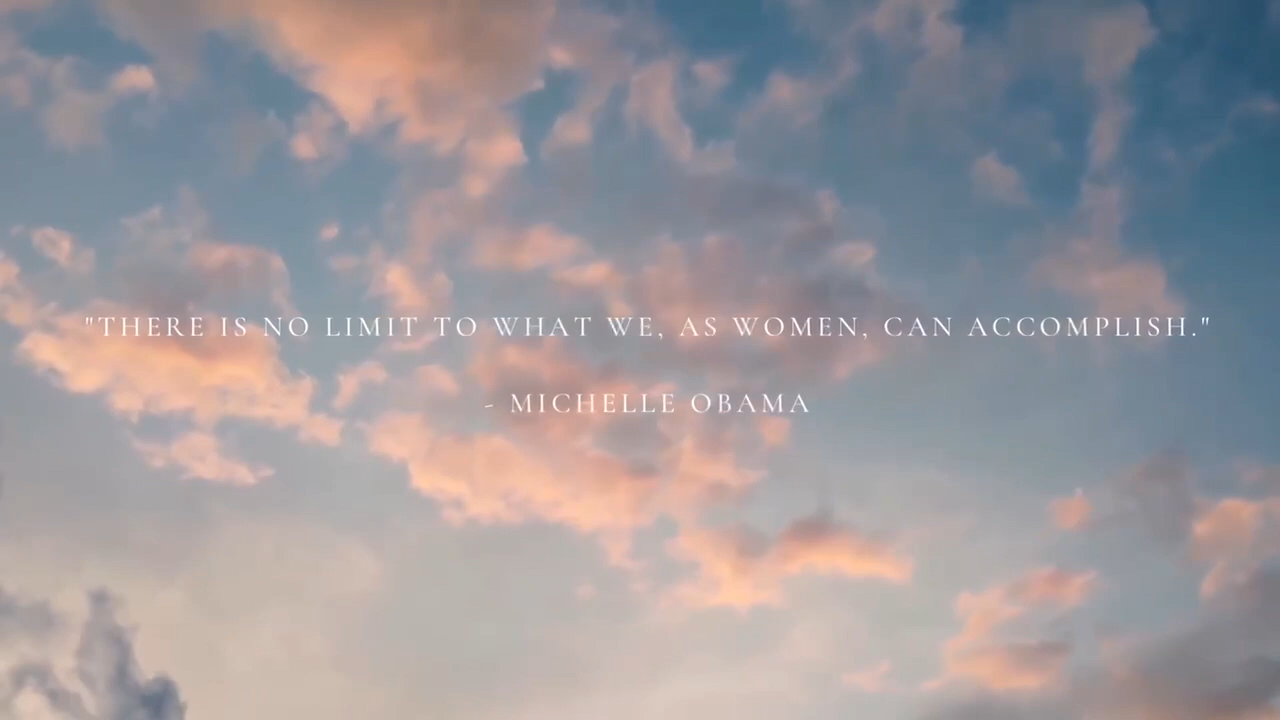 "THERE IS NO LIMIT TO WHAT WE, AS WOMEN, CAN ACCOMPLISH."
- MICHELLE OBAMA